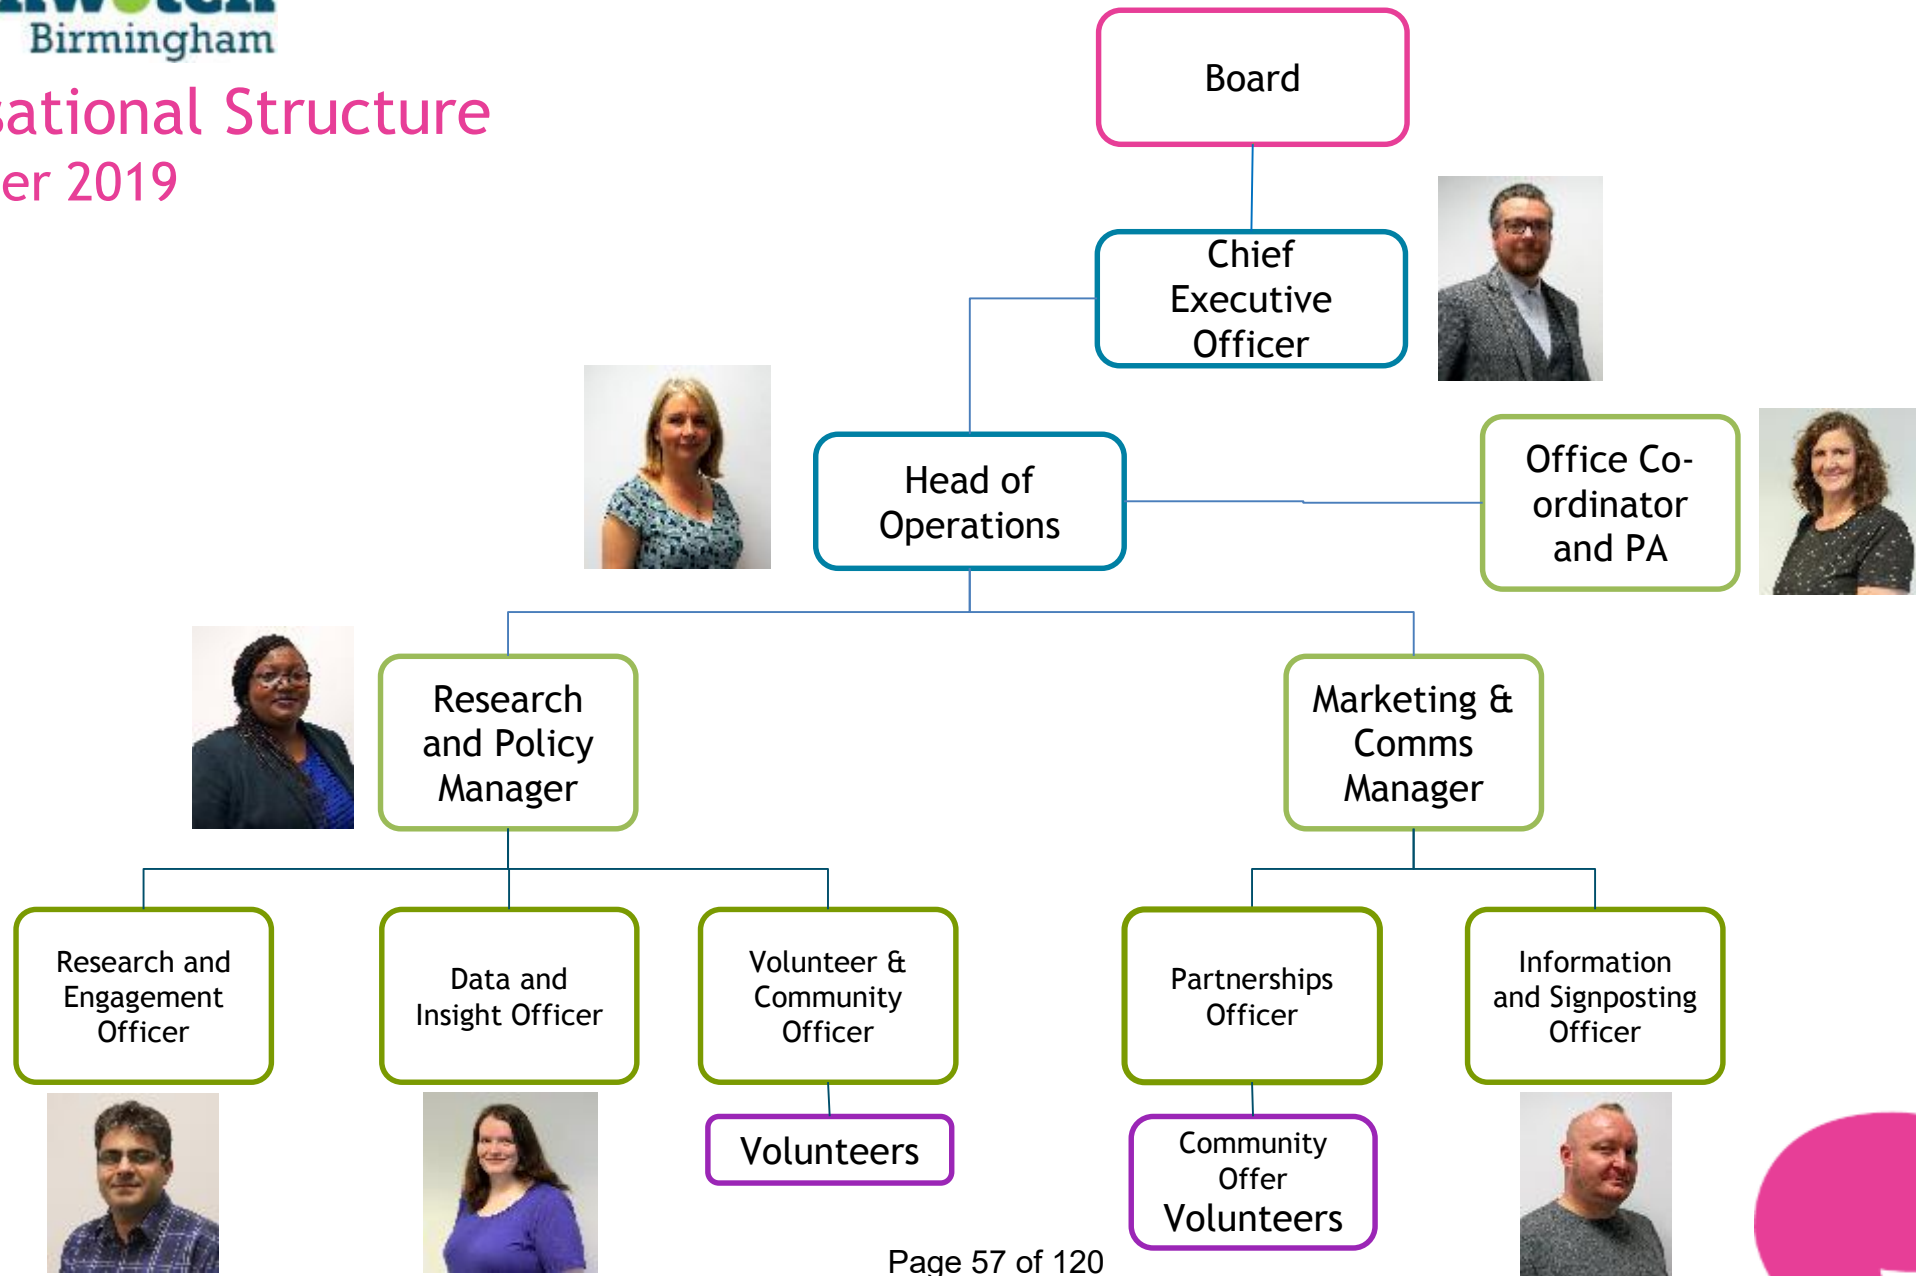 Birmingham
sational Structure
er 2019
Board
Chief
Executive
Officer
Head of
Operations
Office Co-
ordinator
and PA
Research
and Policy
Manager
Marketing &
Comms
Manager
Research and
Engagement
Officer
Data and
Insight Officer
Volunteer &
Community
Officer
Partnerships
Officer
Information
and Signposting
Officer
Volunteers
Community
Offer
Volunteers
Page 57 of 120